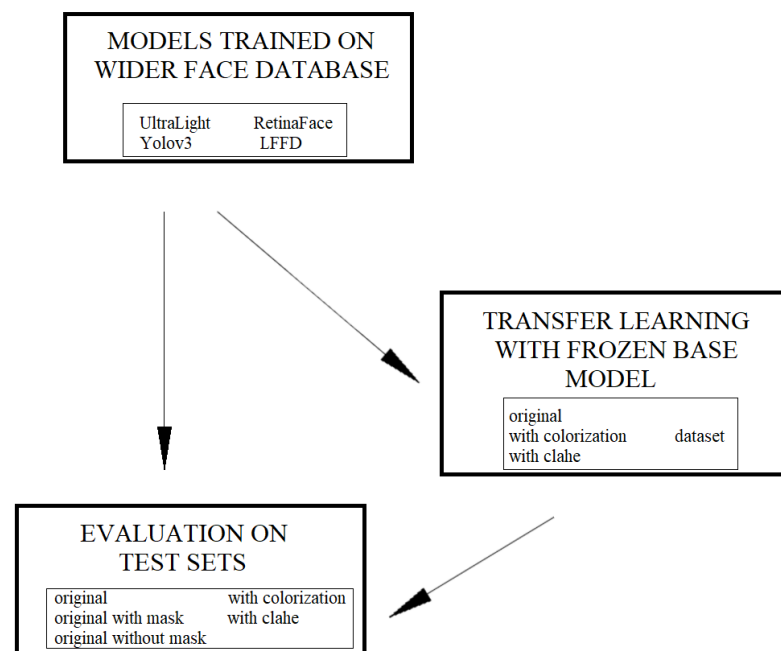 MODELS TRAINED ON
WIDER FACE DATABASE
UltraLight RetinaFace
Yolov3 LFFD
TRANSFER LEARNING
WITH FROZEN BASE
MODEL
original
with colorization dataset
with clahe
EVALUATION ON
TEST SETS
original with colorization
original with mask with clahe
original without mask